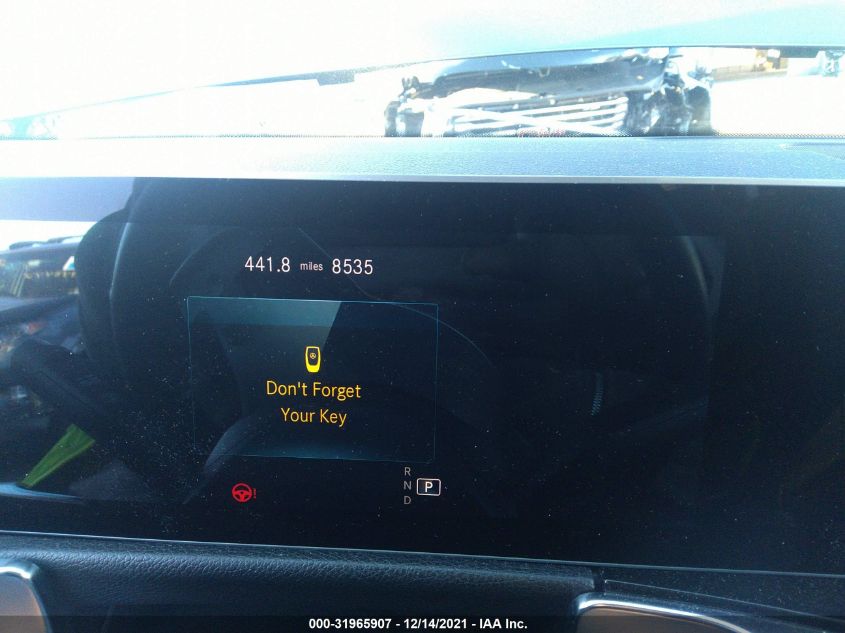 441.8 miles 8535
Don't Forget
Your Key
!
R
N P
D
000-31965907 - 12/14/2021 - IAA Inc.